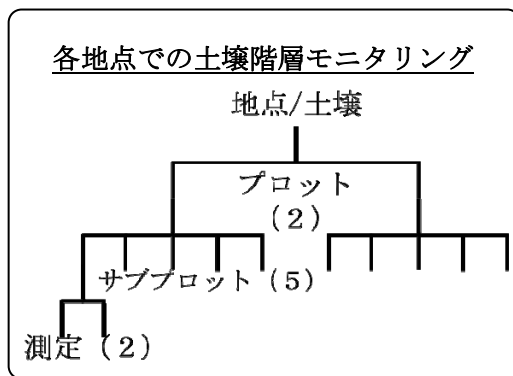 各地点での土壌階層モニタリング
地点/土壌
プロット
（２）
サブプロット（５）
測定（２）